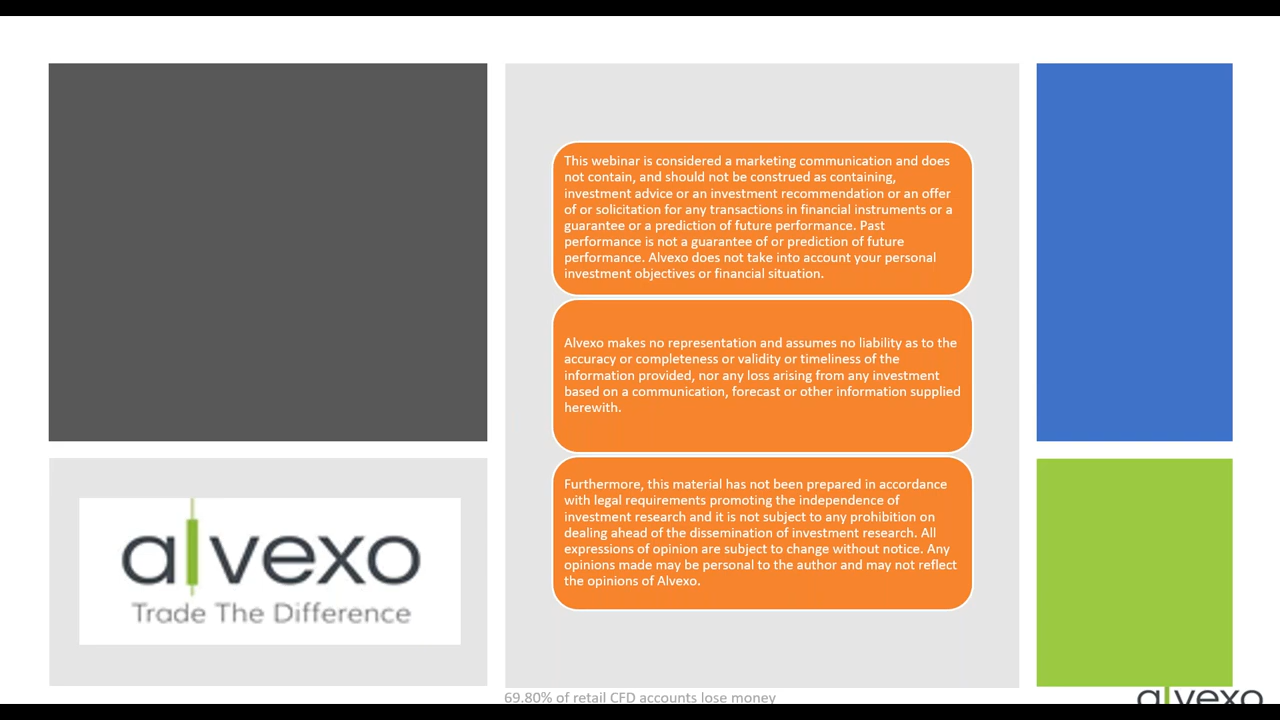 This webinar is considered a marketing communication and does
not contain, and should not be construed as containing,
investment advice or an investment recommendation or an offer
of or solicitation for any transactions in financial instruments or a
guarantee or a prediction of future performance. Past
performance is not a guarantee of or prediction of future
performance. Alvexo does not take into account your personal
investment objectives or financial situation.
Alvexo makes no representation and assumes no liability as to the
accuracy or completeness or validity or timeliness of the
information provided, nor any loss arising from any investment
based on a communication, forecast or other information supplied
herewith.
Furthermore, this material has not been prepared in accordance
with legal requirements promoting the independence of
investment research and it is not subject to any prohibition on
dealing ahead of the dissemination of investment research. All
expressions of opinion are subject to change without notice. Any
opinions made may be personal to the author and may not reflect
the opinions of Alvexo.
alvexo
Trade The Difference
69.80% of retail CFD accounts lose money
alvexo